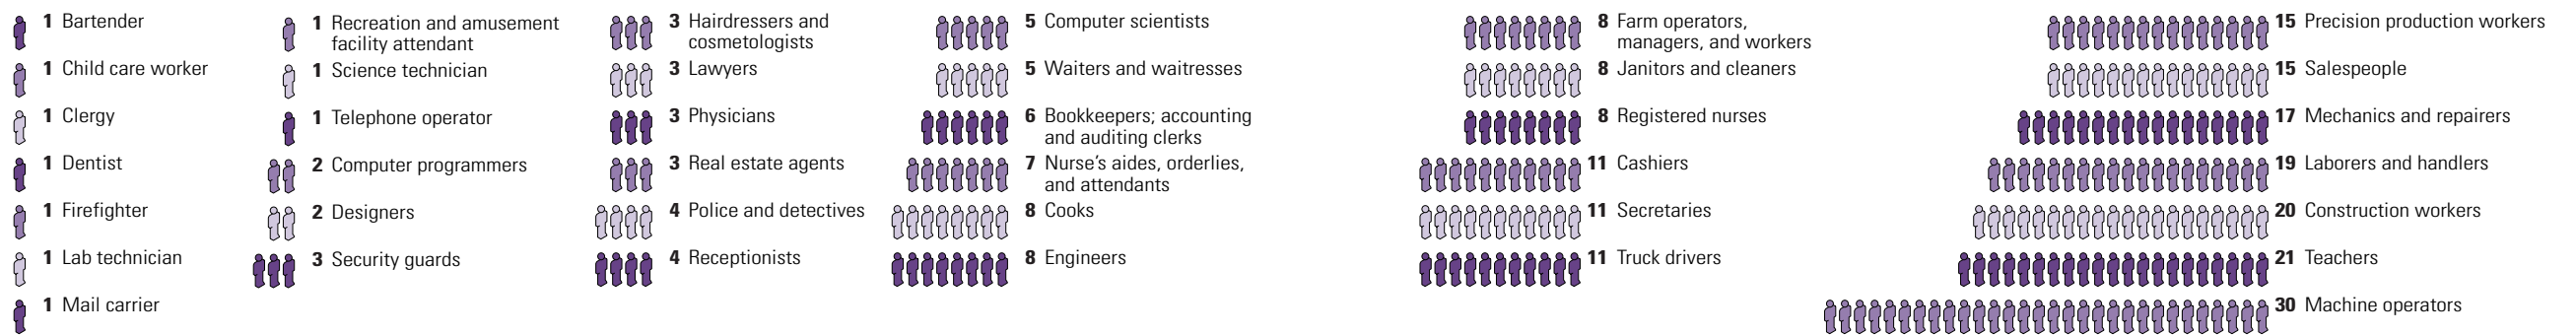 1 Bartender
1 Child care worker
1 Clergy
1 Dentist
1 Firefighter
1 Lab technician
1 Mail carrier
1 Recreation and amusement
facility attendant
1 Science technician
1 Telephone operator
2 Computer programmers
2 Designers
3 Security guards
3 Hairdressers and
cosmetologists
3 Lawyers
3 Physicians
3 Real estate agents
4 Police and detectives
4 Receptionists
5 Computer scientists
5 Waiters and waitresses
6 Bookkeepers; accounting
and auditing clerks
7 Nurse’s aides, orderlies,
and attendants
8 Cooks
8 Engineers
8 Farm operators,
managers, and workers
8 Janitors and cleaners
8 Registered nurses
11 Cashiers
11 Secretaries
11 Truck drivers
15 Precision production workers
15 Salespeople
17 Mechanics and repairers
19 Laborers and handlers
20 Construction workers
21 Teachers
30 Machine operators